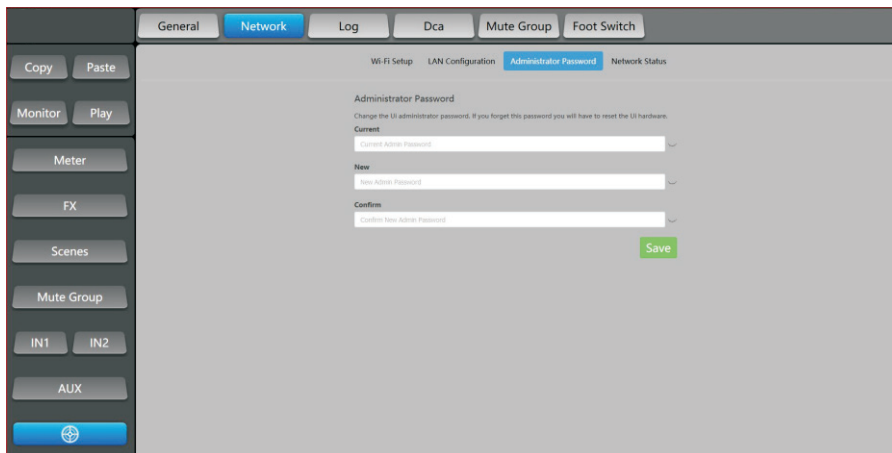 General Network Log Dca Mute Group Foot Switch
Wi-Fi Setup LAN Configuration Administrator Password Network Status
Copy Paste
Monitor Play
Meter
FX
Scenes
Mute Group
IN1 IN2
AUX
Administrator Password
Change the Ui administrator password. If you forget this password you will have to reset the UI hardware.
Current
Current Admin Password
New
New Admin Password
Confirm
Confirm New Admin Password
Save